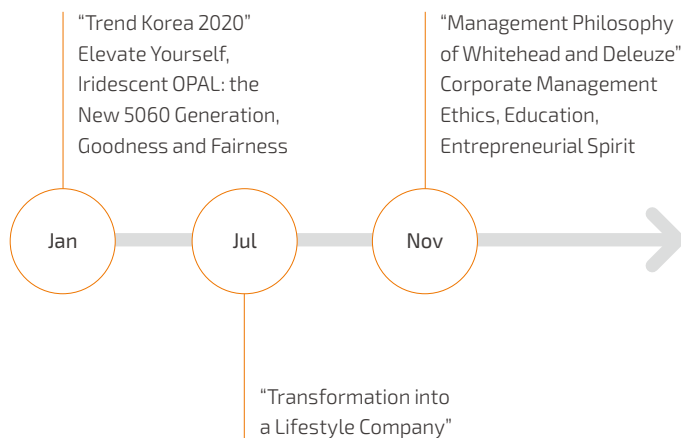 “Trend Korea 2020”
Elevate Yourself,
Iridescent OPAL: the
New 5060 Generation,
Goodness and Fairness
“Management Philosophy
of Whitehead and Deleuze”
Corporate Management
Ethics, Education,
Entrepreneurial Spirit
Jan
Jul
Nov
“Transformation into
a Lifestyle Company”